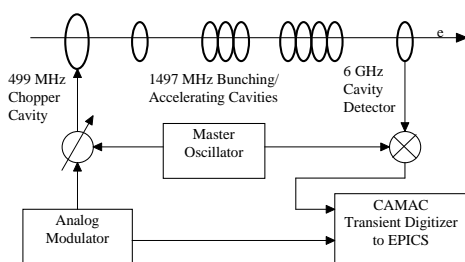 e
499 MHz
Chopper
Cavity
1497 MHz Bunching/
Accelerating Cavities
6 GHz
Cavity
Detector
Master
Oscillator
Analog
Modulator
CAMAC
Transient Digitizer
to EPICS